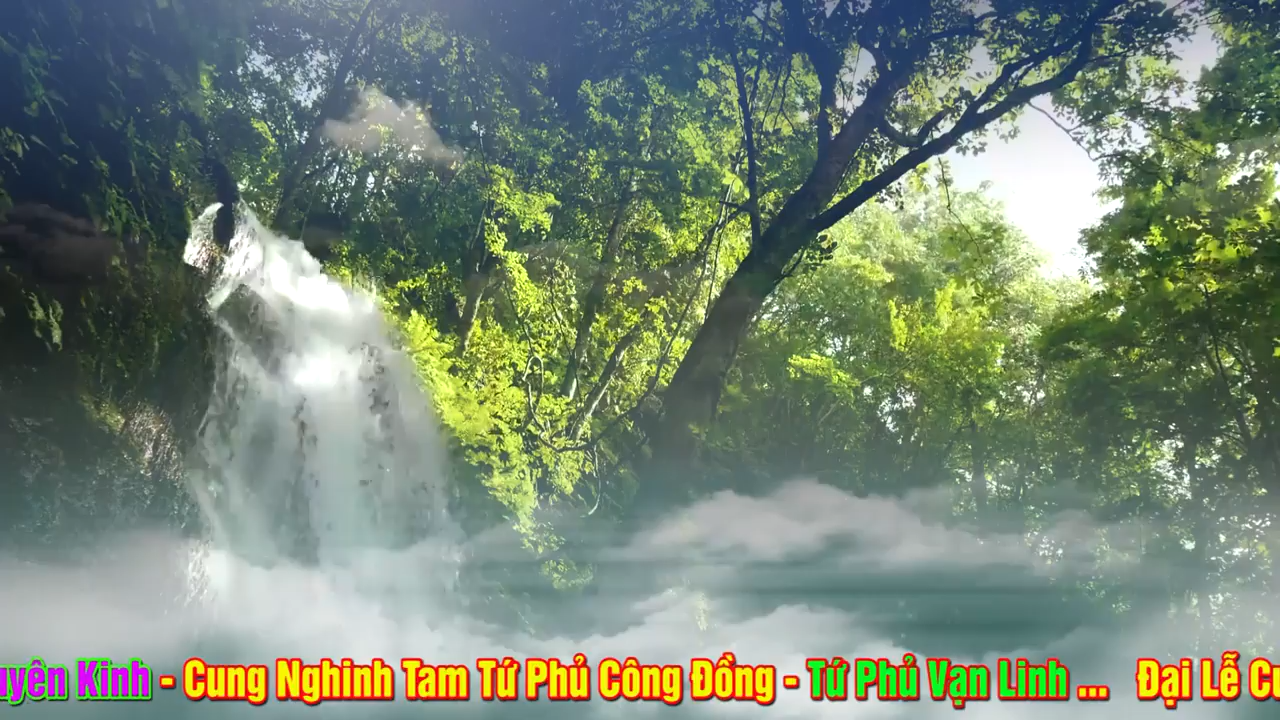 Kinh - Cung Nghinh Tam Tứ Phủ Công Đồng - Tứ Phủ Vạn Linh ... Đại Lễ